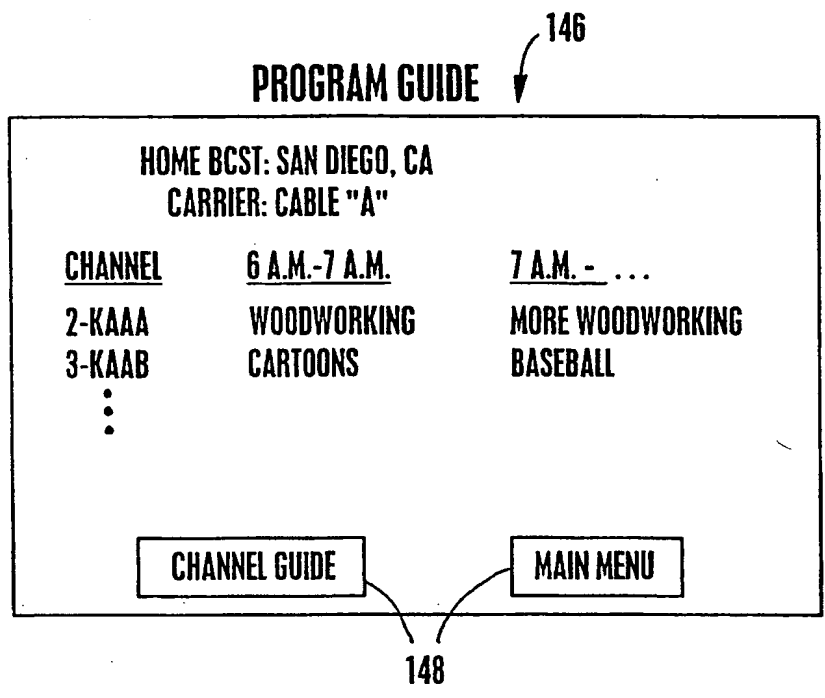 146
PROGRAM GUIDE
HOME BCST: SAN DIEGO, CA
CARRIER: CABLE "A"
CHANNEL 6 A.M.-7 A.M. 7 A.M. - ...
2-KAAA WOODWORKING MORE WOODWORKING
3-KAAB CARTOONS BASEBALL
CHANNEL GUIDE MAIN MENU
148